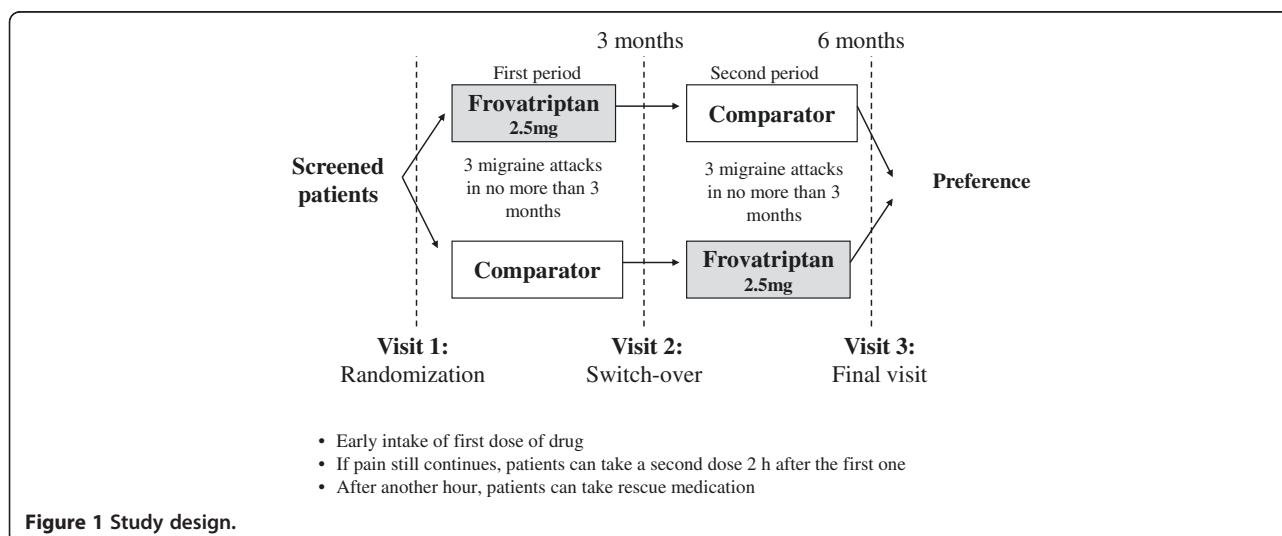 3 months
6 months
First period
Second period
Frovatriptan
2.5mg
Comparator
Screened
patients
3 migraine attacks
in no more than 3
months
3 migraine attacks
in no more than 3
months
Preference
Comparator
Frovatriptan
2.5mg
Visit 1:
Randomization
Visit 2:
Switch-over
Visit 3:
Final visit
• Early intake of first dose of drug
• If pain still continues, patients can take a second dose 2 h after the first one
• After another hour, patients can take rescue medication
Figure 1 Study design.